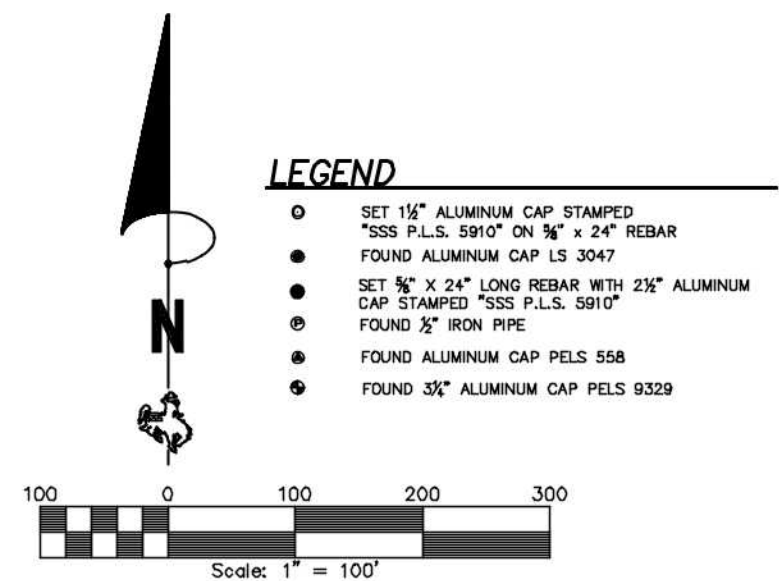 LEGEND
SET 1½" ALUMINUM CAP STAMPED
"SSS P.L.S. 5910" ON ⅝" x 24" REBAR
FOUND ALUMINUM CAP LS 3047
SET ⅝" X 24" LONG REBAR WITH 2½" ALUMINUM
CAP STAMPED "SSS P.L.S. 5910"
P FOUND ½" IRON PIPE
FOUND ALUMINUM CAP PELS 558
FOUND 3¼" ALUMINUM CAP PELS 9329
N
100 0 100 200 300
Scale: 1" = 100'